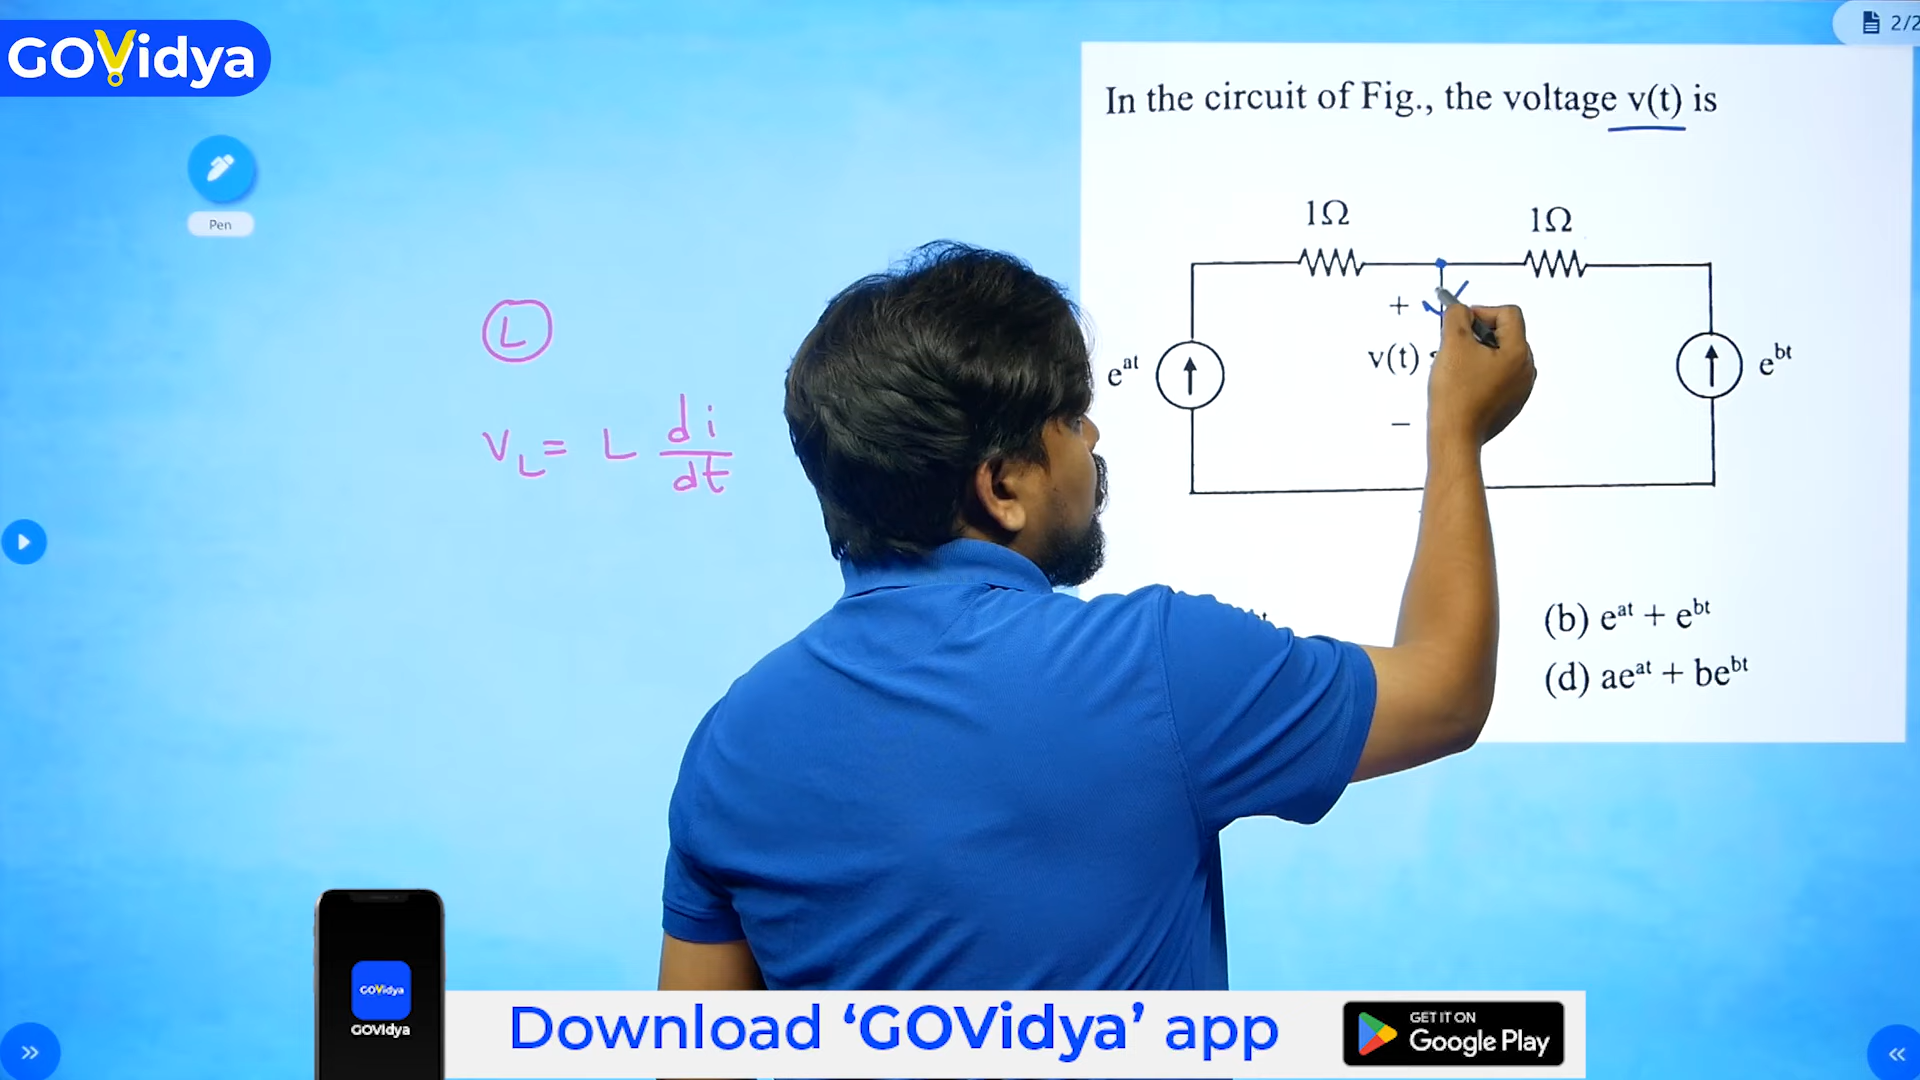 GOVidya
2/2
In the circuit of Fig., the voltage v(t) is
Pen
1Ω
1Ω
L
+
v(t)
e^at
e^bt
V_L = L di/dt
−
(b) e^at + e^bt
(d) ae^at + be^bt
GOVidya
GOVidya
Download ‘GOVidya’ app
GET IT ON
Google Play